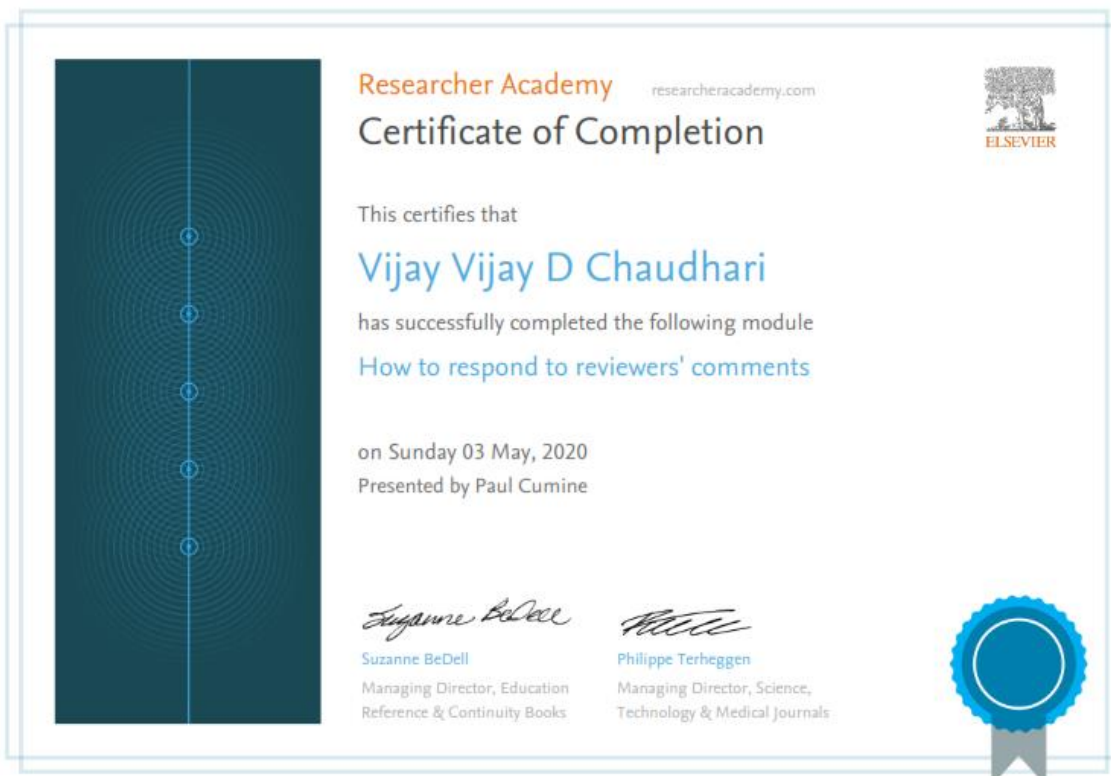 Researcher Academy researcheracademy.com
Certificate of Completion
ELSEVIER
This certifies that
Vijay Vijay D Chaudhari
has successfully completed the following module
How to respond to reviewers' comments
on Sunday 03 May, 2020
Presented by Paul Cumine
Suzanne BeDell
Suzanne BeDell
Managing Director, Education
Reference & Continuity Books
Philippe Terheggen
Managing Director, Science,
Technology & Medical Journals